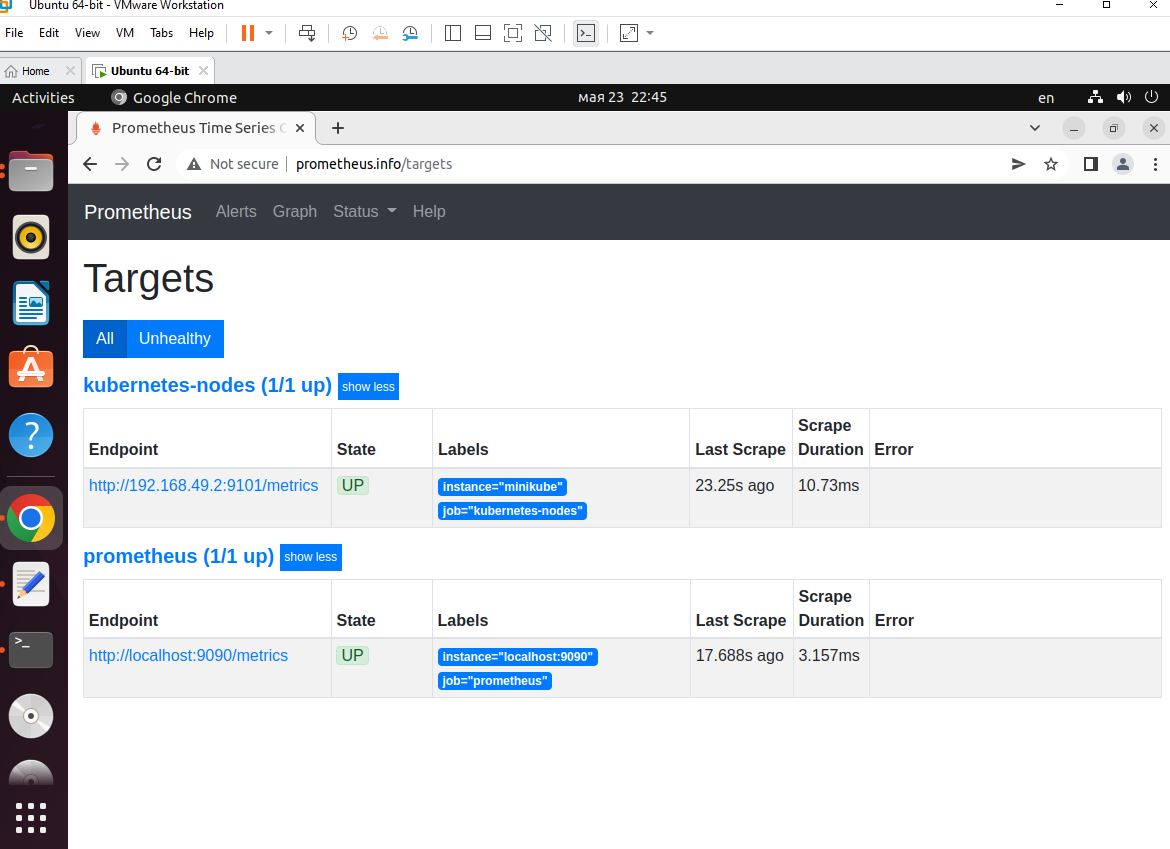 Ubuntu 64-bit - VMware Workstation
File Edit View VM Tabs Help
Home Ubuntu 64-bit
Activities Google Chrome мая 23 22:45 en
Prometheus Time Series C
Not secure prometheus.info/targets
Prometheus Alerts Graph Status Help
Targets
All Unhealthy
kubernetes-nodes (1/1 up) show less
Endpoint State Labels Last Scrape Scrape Duration Error
http://192.168.49.2:9101/metrics UP instance="minikube" 23.25s ago 10.73ms
job="kubernetes-nodes"
prometheus (1/1 up) show less
Endpoint State Labels Last Scrape Scrape Duration Error
http://localhost:9090/metrics UP instance="localhost:9090" 17.688s ago 3.157ms
job="prometheus"